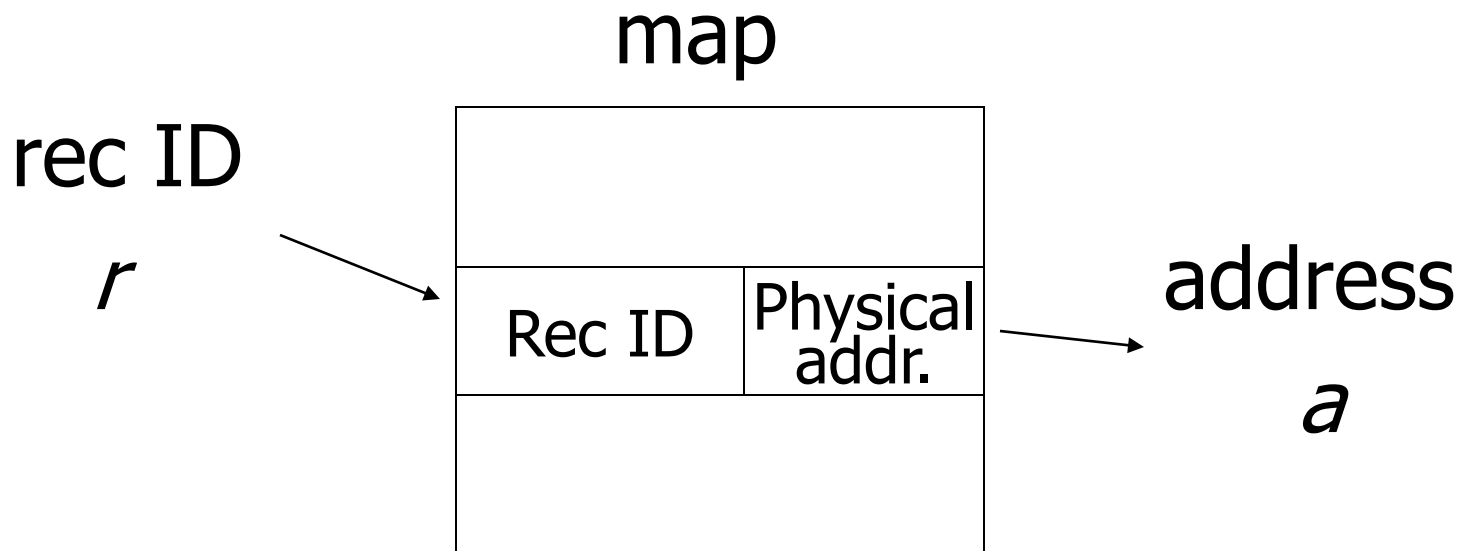 map
rec ID
r
Rec ID
Physical
addr.
address
a